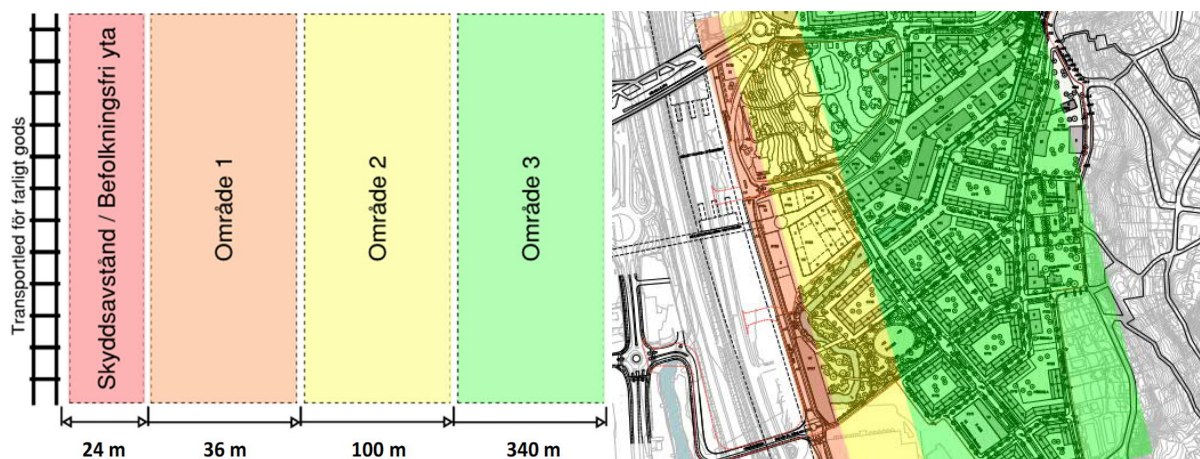 Transportled för farligt gods
Skyddsavstånd / Befolkningsfri yta
Område 1
Område 2
Område 3
24 m
36 m
100 m
340 m